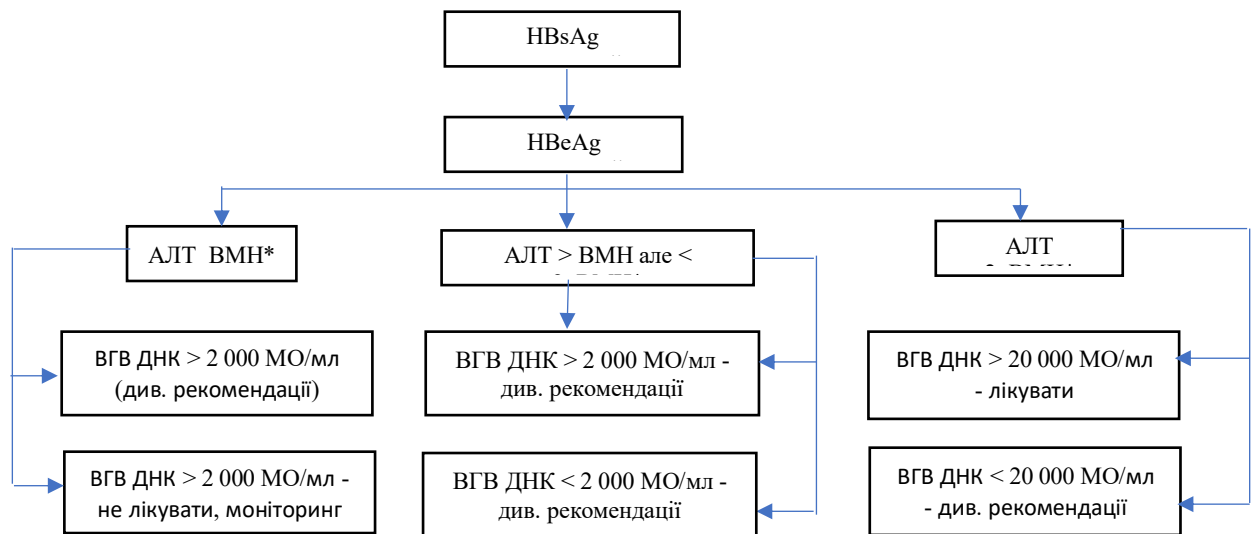 HBsAg
HBeAg
АЛТ ВМН*
АЛТ > ВМН але <
АЛТ
ВГВ ДНК > 2 000 МО/мл
(див. рекомендації)
ВГВ ДНК > 2 000 МО/мл -
див. рекомендації
ВГВ ДНК > 20 000 МО/мл
- лікувати
ВГВ ДНК > 2 000 МО/мл -
не лікувати, моніторинг
ВГВ ДНК < 2 000 МО/мл -
див. рекомендації
ВГВ ДНК < 20 000 МО/мл
- див. рекомендації